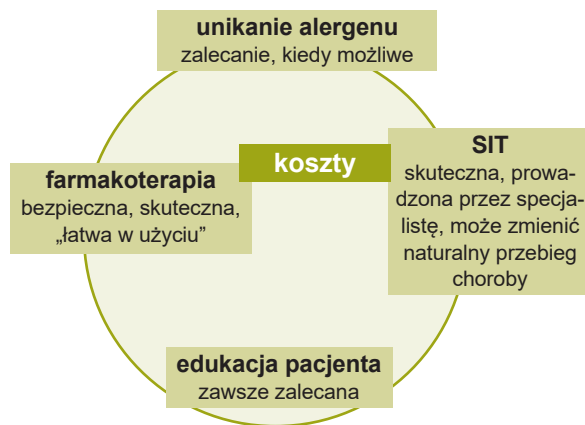 unikanie alergenu
zalecanie, kiedy możliwe
koszty
SIT
skuteczna, prowa-
dzona przez specja-
listę, może zmienić
naturalny przebieg
choroby
farmakoterapia
bezpieczna, skuteczna,
„łatwa w użyciu”
edukacja pacjenta
zawsze zalecana